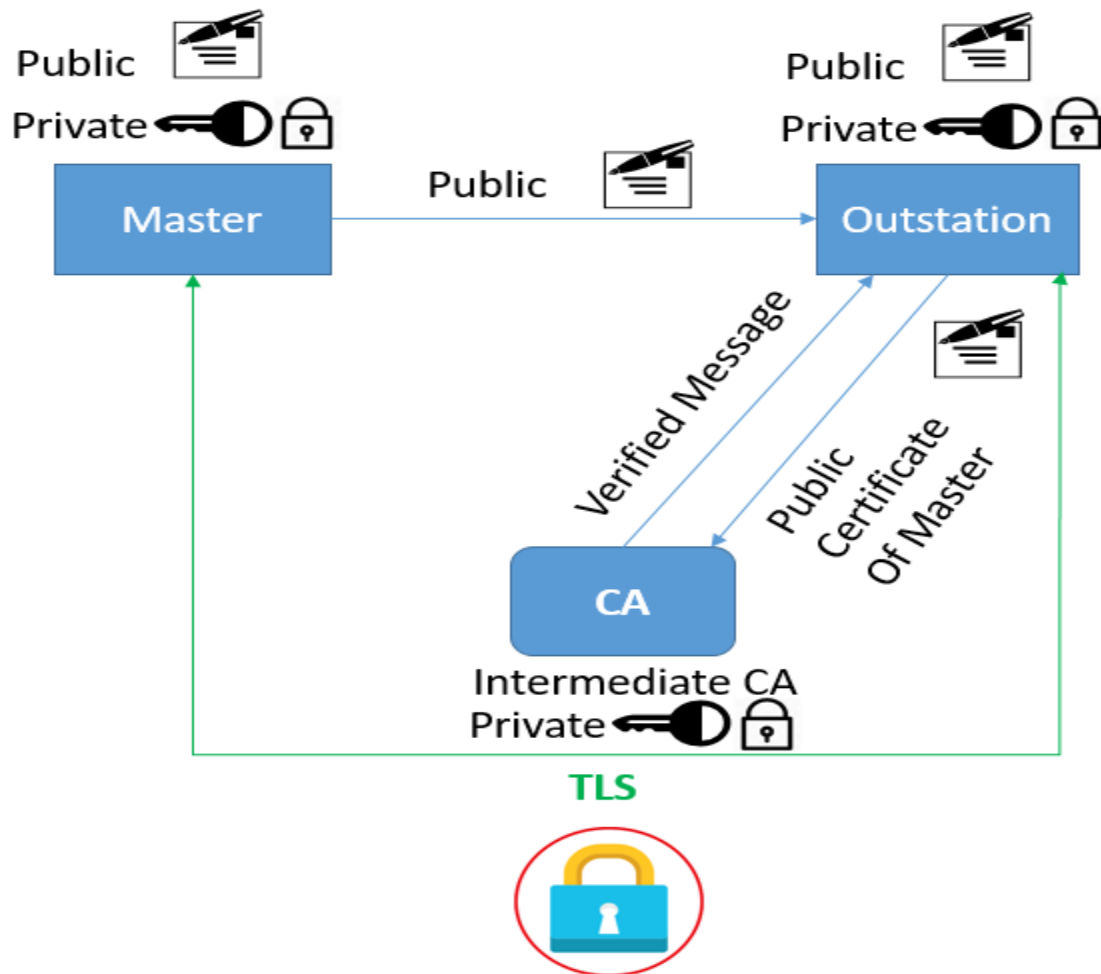 Public
Private
Public
Private
Master
Public
Outstation
Verified Message
Public
Certificate
Of Master
CA
Intermediate CA
Private
TLS